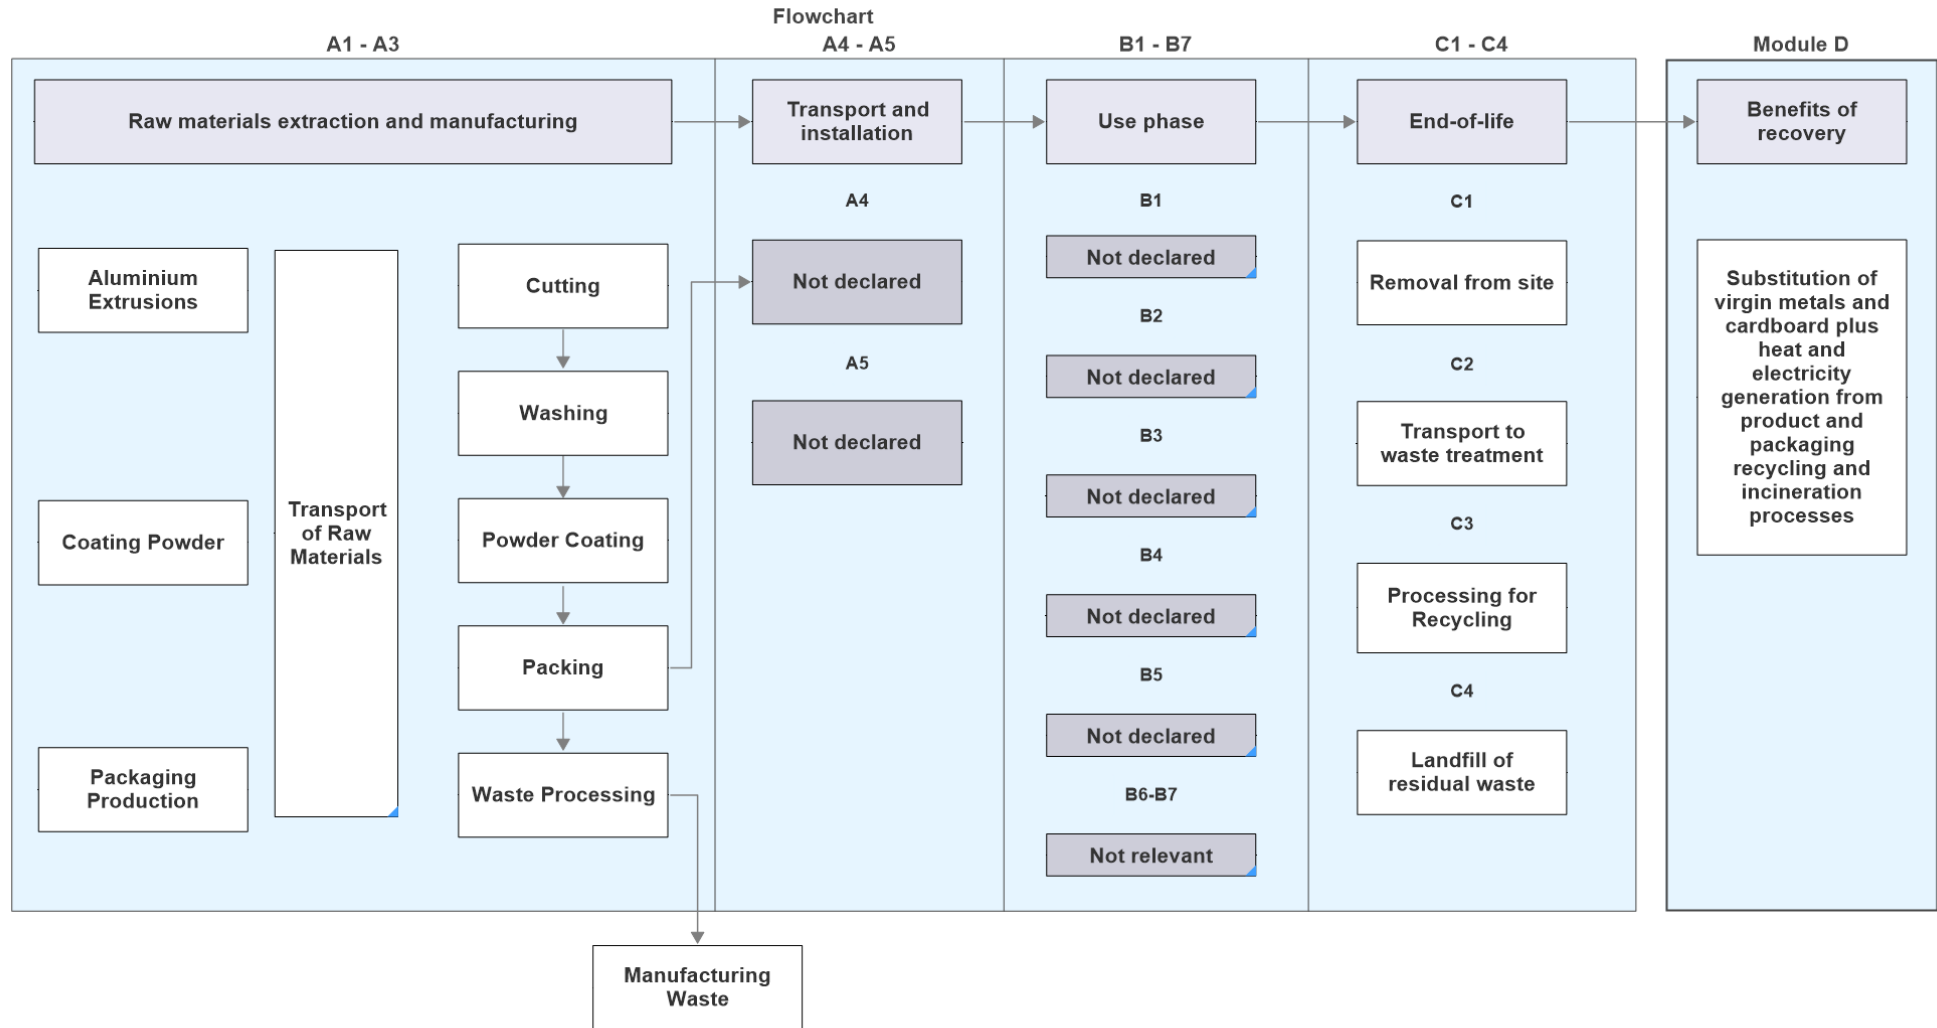 Flowchart
A1 - A3
A4 - A5
B1 - B7
C1 - C4
Module D
Raw materials extraction and manufacturing
Transport and
installation
Use phase
End-of-life
Benefits of
recovery
Aluminium
Extrusions
Coating Powder
Packaging
Production
Transport
of Raw
Materials
Cutting
Washing
Powder Coating
Packing
Waste Processing
Manufacturing
Waste
A4
Not declared
A5
Not declared
B1
Not declared
B2
Not declared
B3
Not declared
B4
Not declared
B5
Not declared
B6-B7
Not relevant
C1
Removal from site
C2
Transport to
waste treatment
C3
Processing for
Recycling
C4
Landfill of
residual waste
Substitution of
virgin metals and
cardboard plus
heat and
electricity
generation from
product and
packaging
recycling and
incineration
processes